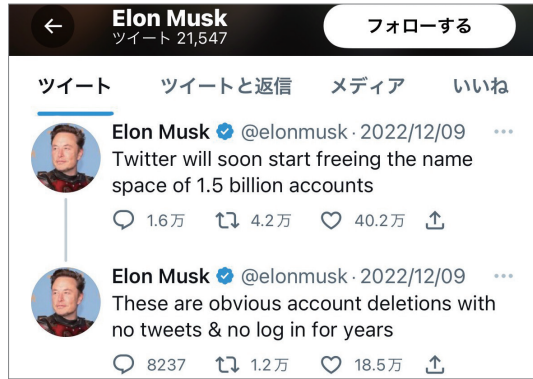 Elon Musk
ツイート 21,547
フォローする
ツイート ツイートと返信 メディア いいね
Elon Musk @elonmusk · 2022/12/09
Twitter will soon start freeing the name
space of 1.5 billion accounts
1.6万 4.2万 40.2万
Elon Musk @elonmusk · 2022/12/09
These are obvious account deletions with
no tweets & no log in for years
8237 1.2万 18.5万